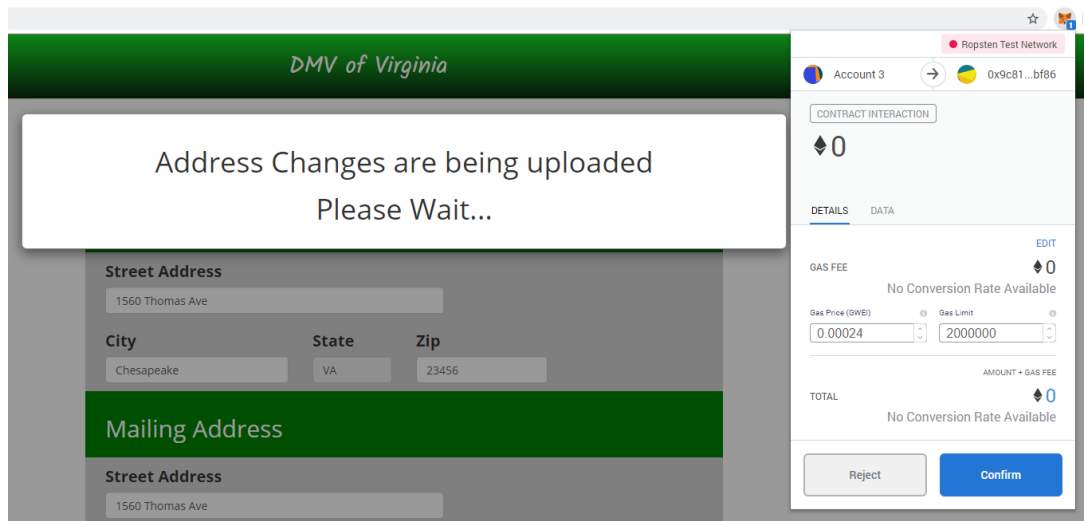 DMV of Virginia
Address Changes are being uploaded
Please Wait...
Street Address
1560 Thomas Ave
City State Zip
Chesapeake VA 23456
Mailing Address
Street Address
1560 Thomas Ave
1
Ropsten Test Network
Account 3 0x9c81...bf86
CONTRACT INTERACTION
0
DETAILS DATA
EDIT
GAS FEE 0
No Conversion Rate Available
Gas Price (GWEI) Gas Limit
0.00024 2000000
AMOUNT + GAS FEE
TOTAL 0
No Conversion Rate Available
Reject Confirm